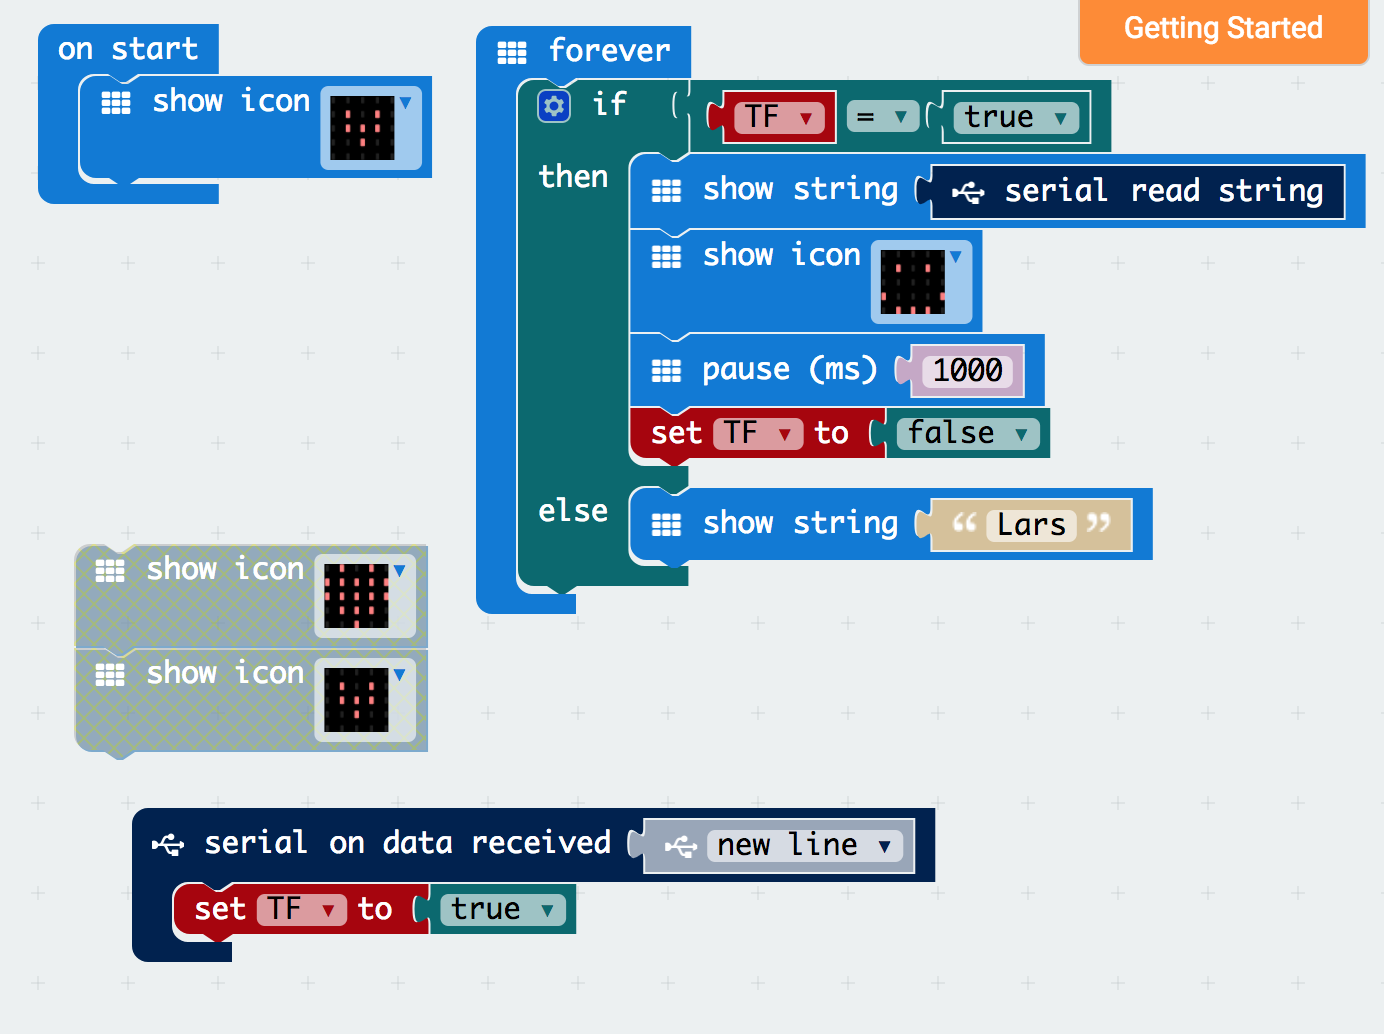 Getting Started
on start
show icon
forever
if TF = true
then show string serial read string
show icon
pause (ms) 1000
set TF to false
else show string “ Lars ”
show icon
show icon
serial on data received new line
set TF to true